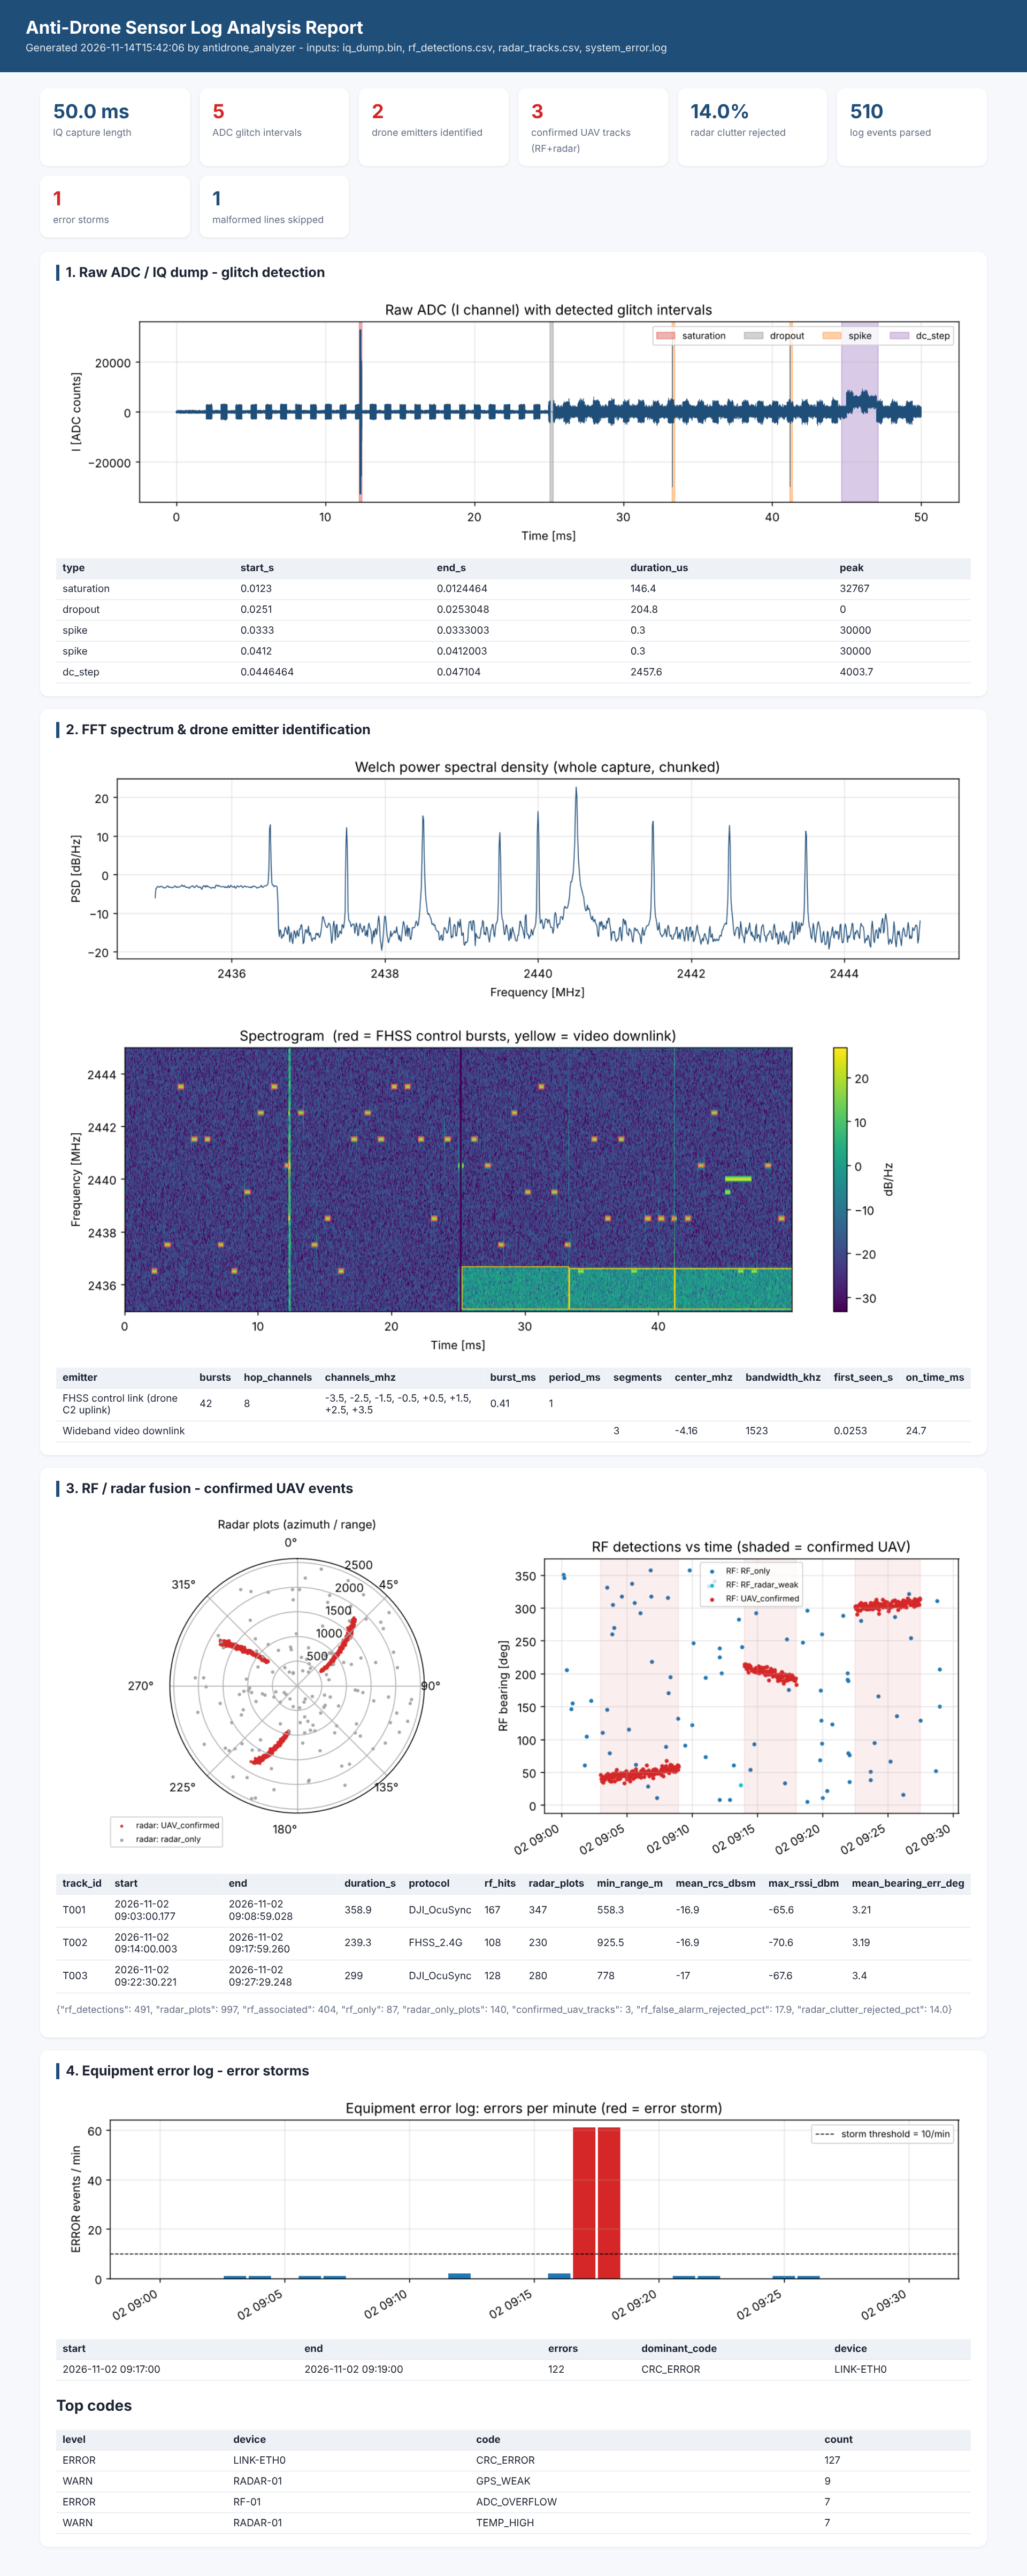 Anti-Drone Sensor Log Analysis Report
Generated 2026-11-14T15:42:06 by antidrone_analyzer - inputs: iq_dump.bin, rf_detections.csv, radar_tracks.csv, system_error.log
50.0 ms
IQ capture length
5
ADC glitch intervals
2
drone emitters identified
3
confirmed UAV tracks
(RF+radar)
14.0%
radar clutter rejected
510
log events parsed
1
error storms
1
malformed lines skipped
1. Raw ADC / IQ dump - glitch detection
Raw ADC (I channel) with detected glitch intervals
saturation dropout spike dc_step
I [ADC counts]
20000
0
−20000
0 10 20 30 40 50
Time [ms]
type start_s end_s duration_us peak
saturation 0.0123 0.0124464 146.4 32767
dropout 0.0251 0.0253048 204.8 0
spike 0.0333 0.0333003 0.3 30000
spike 0.0412 0.0412003 0.3 30000
dc_step 0.0446464 0.047104 2457.6 4003.7
2. FFT spectrum & drone emitter identification
Welch power spectral density (whole capture, chunked)
PSD [dB/Hz]
20
10
0
−10
−20
2436 2438 2440 2442 2444
Frequency [MHz]
Spectrogram (red = FHSS control bursts, yellow = video downlink)
Frequency [MHz]
2444
2442
2440
2438
2436
0 10 20 30 40
Time [ms]
20
10
0
−10
−20
−30
dB/Hz
emitter bursts hop_channels channels_mhz burst_ms period_ms segments center_mhz bandwidth_khz first_seen_s on_time_ms
FHSS control link (drone C2 uplink) 42 8 -3.5, -2.5, -1.5, -0.5, +0.5, +1.5, +2.5, +3.5 0.41 1
Wideband video downlink 3 -4.16 1523 0.0253 24.7
3. RF / radar fusion - confirmed UAV events
Radar plots (azimuth / range)
0°
45°
90°
135°
180°
225°
270°
315°
500
1000
1500
2000
2500
radar: UAV_confirmed
radar: radar_only
RF detections vs time (shaded = confirmed UAV)
RF: RF_only
RF: RF_radar_weak
RF: UAV_confirmed
RF bearing [deg]
350
300
250
200
150
100
50
0
02 09:00 02 09:05 02 09:10 02 09:15 02 09:20 02 09:25 02 09:30
track_id start end duration_s protocol rf_hits radar_plots min_range_m mean_rcs_dbsm max_rssi_dbm mean_bearing_err_deg
T001 2026-11-02 09:03:00.177 2026-11-02 09:08:59.028 358.9 DJI_OcuSync 167 347 558.3 -16.9 -65.6 3.21
T002 2026-11-02 09:14:00.003 2026-11-02 09:17:59.260 239.3 FHSS_2.4G 108 230 925.5 -16.9 -70.6 3.19
T003 2026-11-02 09:22:30.221 2026-11-02 09:27:29.248 299 DJI_OcuSync 128 280 778 -17 -67.6 3.4
{"rf_detections": 491, "radar_plots": 997, "rf_associated": 404, "rf_only": 87, "radar_only_plots": 140, "confirmed_uav_tracks": 3, "rf_false_alarm_rejected_pct": 17.9, "radar_clutter_rejected_pct": 14.0}
4. Equipment error log - error storms
Equipment error log: errors per minute (red = error storm)
storm threshold = 10/min
ERROR events / min
60
40
20
0
02 09:00 02 09:05 02 09:10 02 09:15 02 09:20 02 09:25 02 09:30
start end errors dominant_code device
2026-11-02 09:17:00 2026-11-02 09:19:00 122 CRC_ERROR LINK-ETH0
Top codes
level device code count
ERROR LINK-ETH0 CRC_ERROR 127
WARN RADAR-01 GPS_WEAK 9
ERROR RF-01 ADC_OVERFLOW 7
WARN RADAR-01 TEMP_HIGH 7